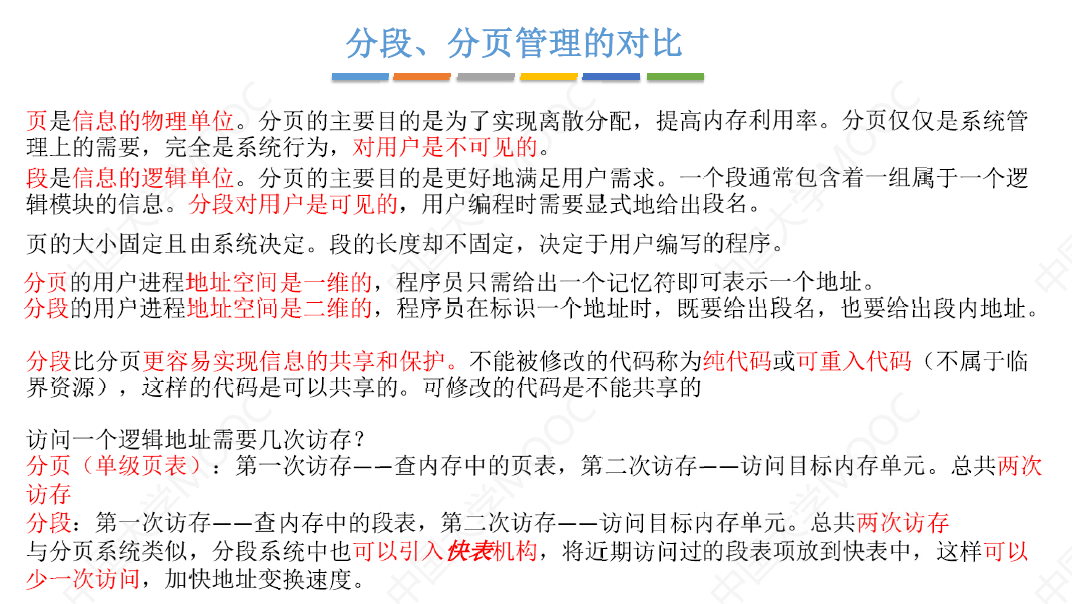 分段、分页管理的对比
页是信息的物理单位。分页的主要目的是为了实现离散分配，提高内存利用率。分页仅仅是系统管
理上的需要，完全是系统行为，对用户是不可见的。
段是信息的逻辑单位。分页的主要目的是更好地满足用户需求。一个段通常包含着一组属于一个逻
辑模块的信息。分段对用户是可见的，用户编程时需要显式地给出段名。
页的大小固定且由系统决定。段的长度却不固定，决定于用户编写的程序。
分页的用户进程地址空间是一维的，程序员只需给出一个记忆符即可表示一个地址。
分段的用户进程地址空间是二维的，程序员在标识一个地址时，既要给出段名，也要给出段内地址。
分段比分页更容易实现信息的共享和保护。不能被修改的代码称为纯代码或可重入代码（不属于临
界资源），这样的代码是可以共享的。可修改的代码是不能共享的
访问一个逻辑地址需要几次访存？
分页（单级页表）：第一次访存——查内存中的页表，第二次访存——访问目标内存单元。总共两次
访存
分段：第一次访存——查内存中的段表，第二次访存——访问目标内存单元。总共两次访存
与分页系统类似，分段系统中也可以引入快表机构，将近期访问过的段表项放到快表中，这样可以
少一次访问，加快地址变换速度。